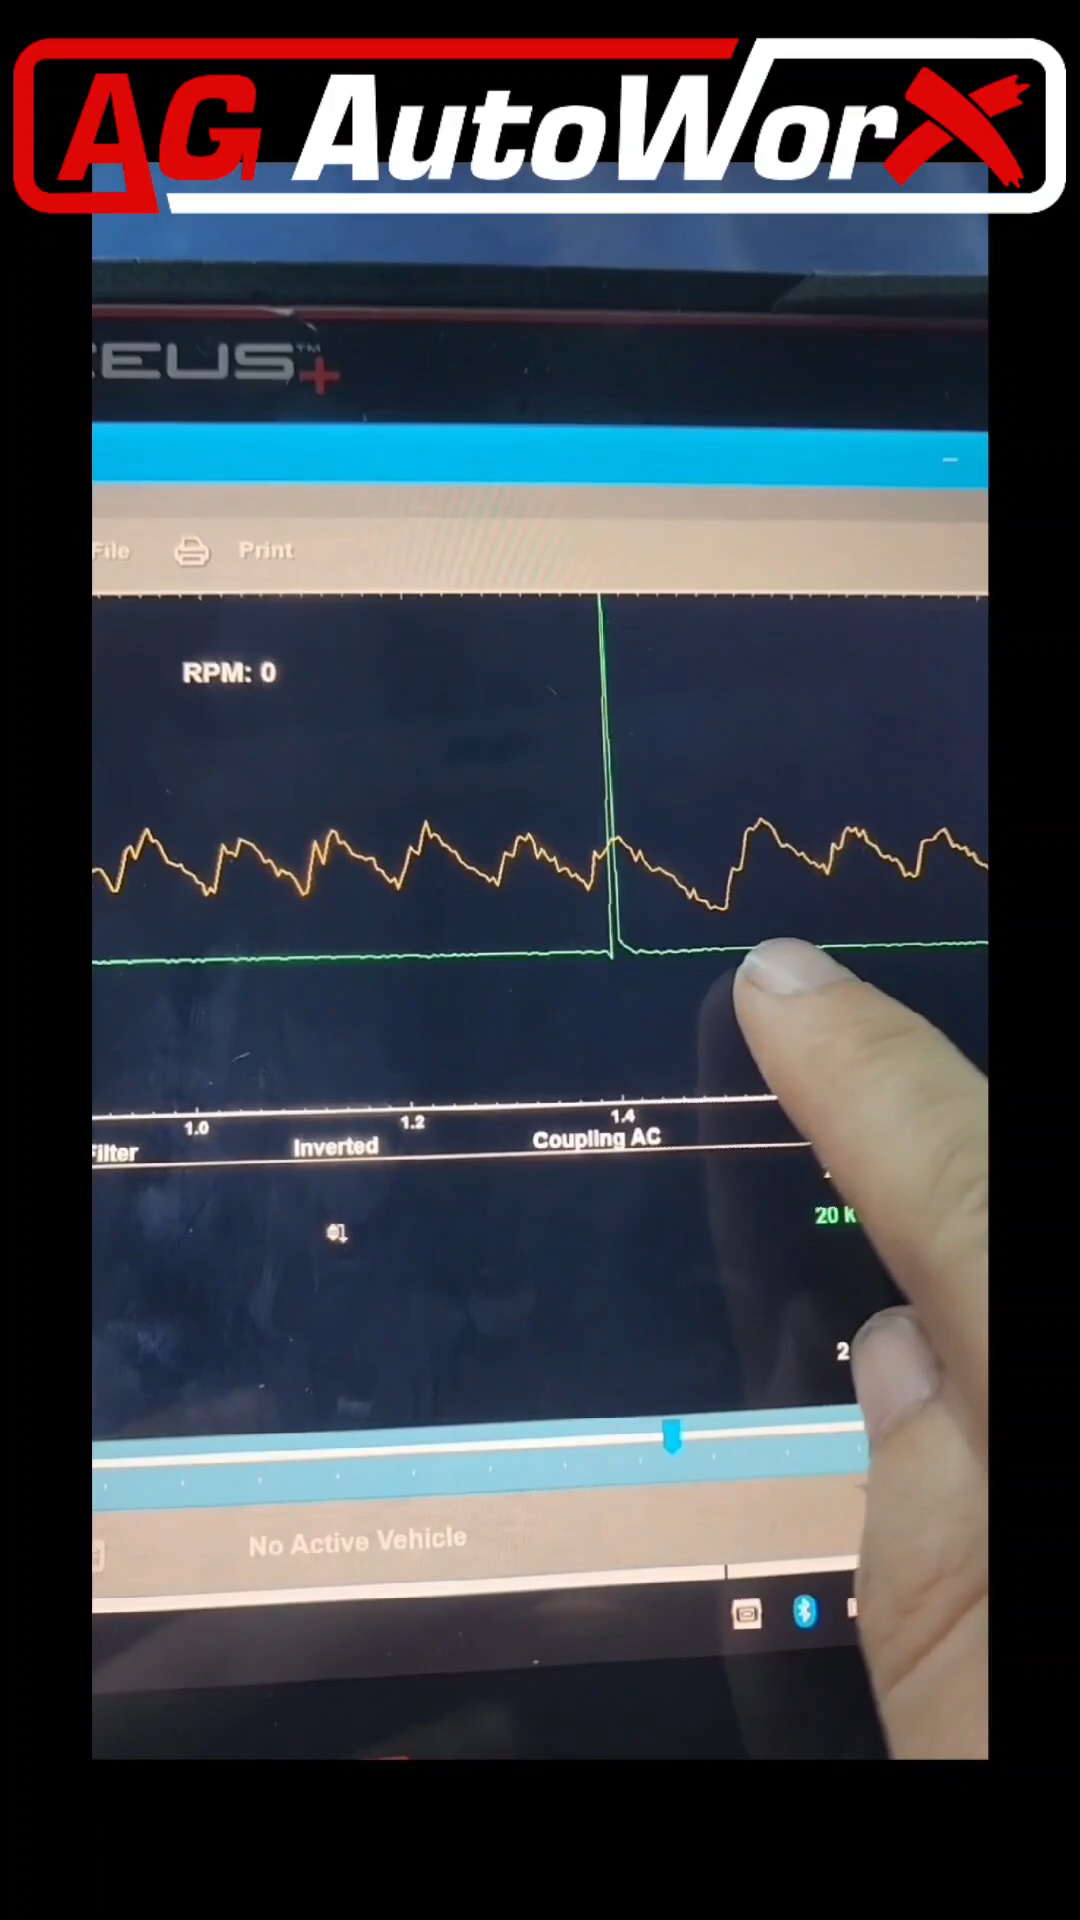 AG AutoWorX
EUS™+
File Print
RPM: 0
1.0 1.2 1.4
Filter Inverted Coupling AC
20 k
2
No Active Vehicle